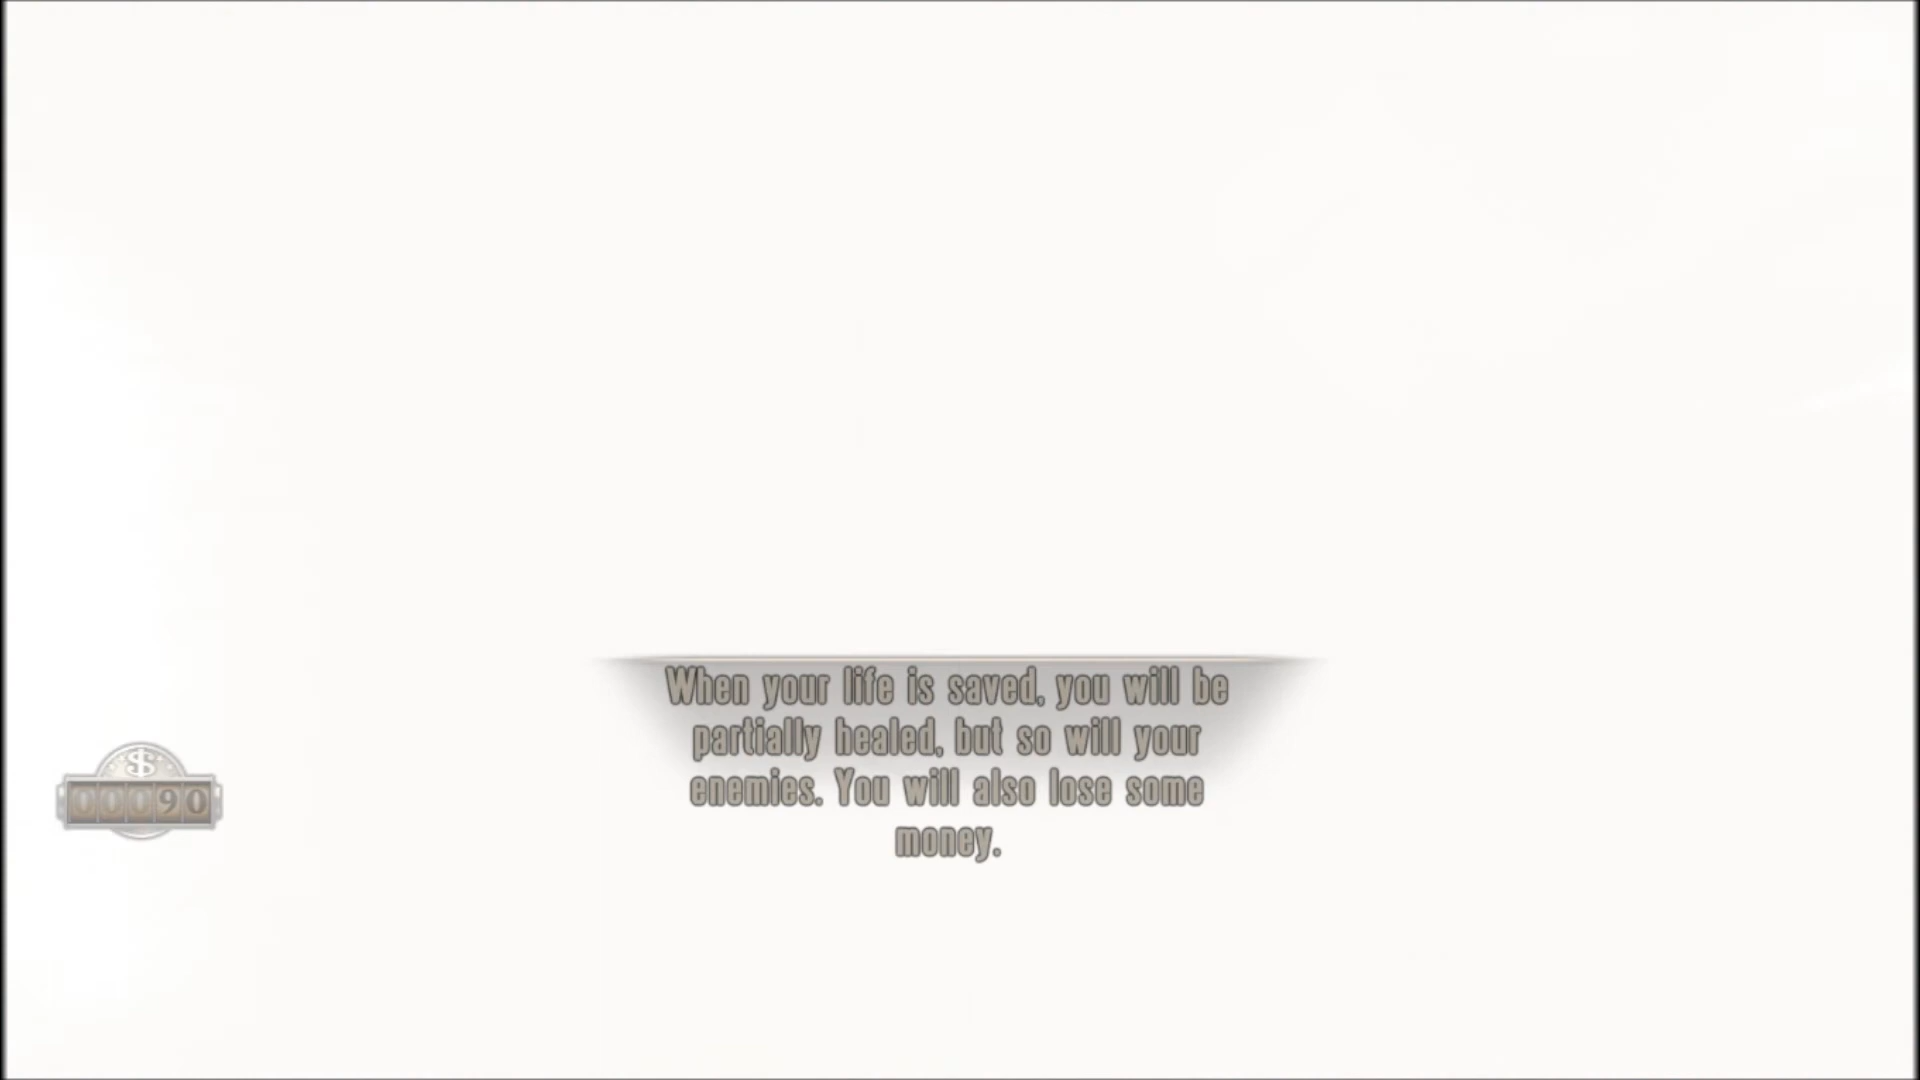 When your life is saved, you will be
partially healed, but so will your
enemies. You will also lose some
money.
$
00090